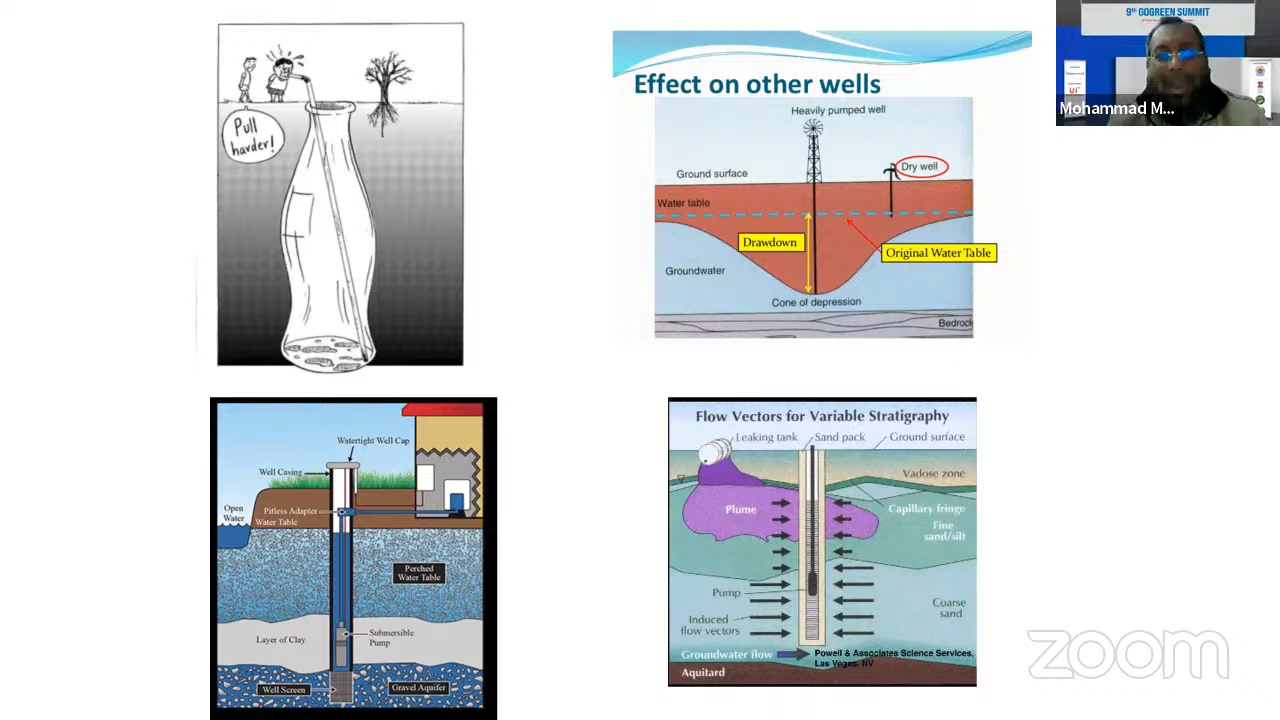 Pull
harder!
Effect on other wells
Heavily pumped well
Dry well
Ground surface
Water table
Drawdown
Original Water Table
Groundwater
Cone of depression
Bedrock
9th GOGREEN SUMMIT
Mohammad M...
Watertight Well Cap
Well Casing
Open
Water
Pitless Adapter
Water Table
Perched
Water Table
Layer of Clay
Submersible
Pump
Well Screen
Gravel Aquifer
Flow Vectors for Variable Stratigraphy
Leaking tank
Sand pack
Ground surface
Vadose zone
Plume
Capillary fringe
Fine
sand/silt
Pump
Coarse
sand
Induced
flow vectors
Groundwater flow
Powell & Associates Science Services,
Las Vegas, NV
Aquitard
zoom